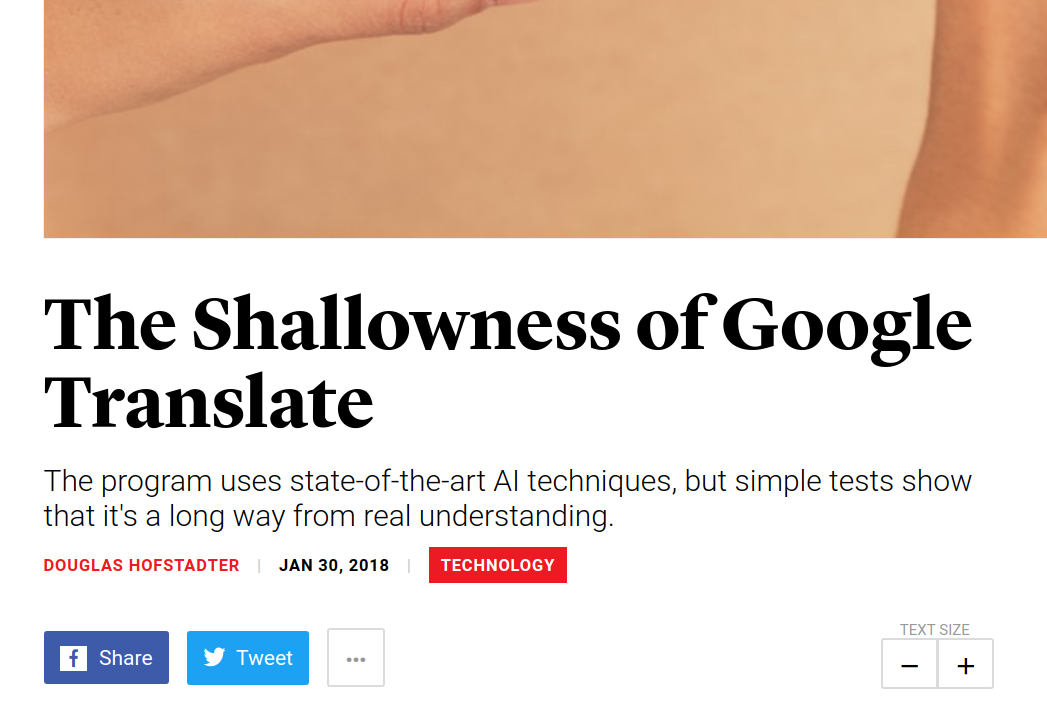 The Shallowness of Google
Translate
The program uses state-of-the-art AI techniques, but simple tests show
that it's a long way from real understanding.
DOUGLAS HOFSTADTER | JAN 30, 2018 | TECHNOLOGY
TEXT SIZE
Share Tweet ... − +